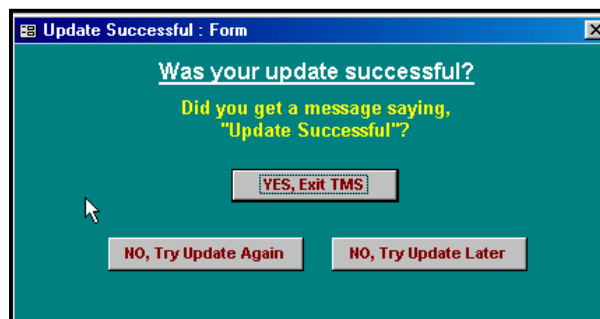 Update Successful : Form
Was your update successful?
Did you get a message saying,
"Update Successful"?
YES, Exit TMS
NO, Try Update Again
NO, Try Update Later